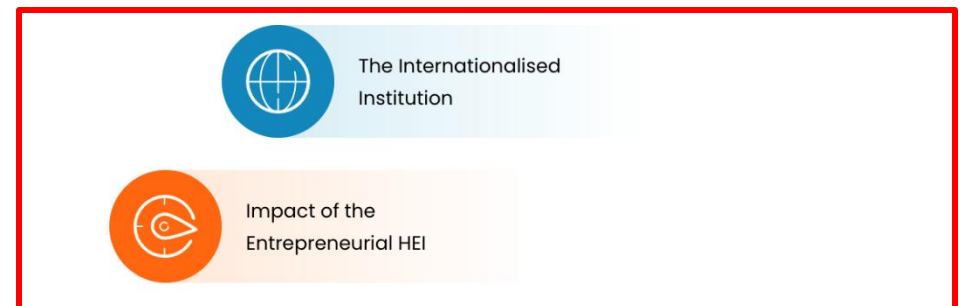 The Internationalised
Institution
Impact of the
Entrepreneurial HEI